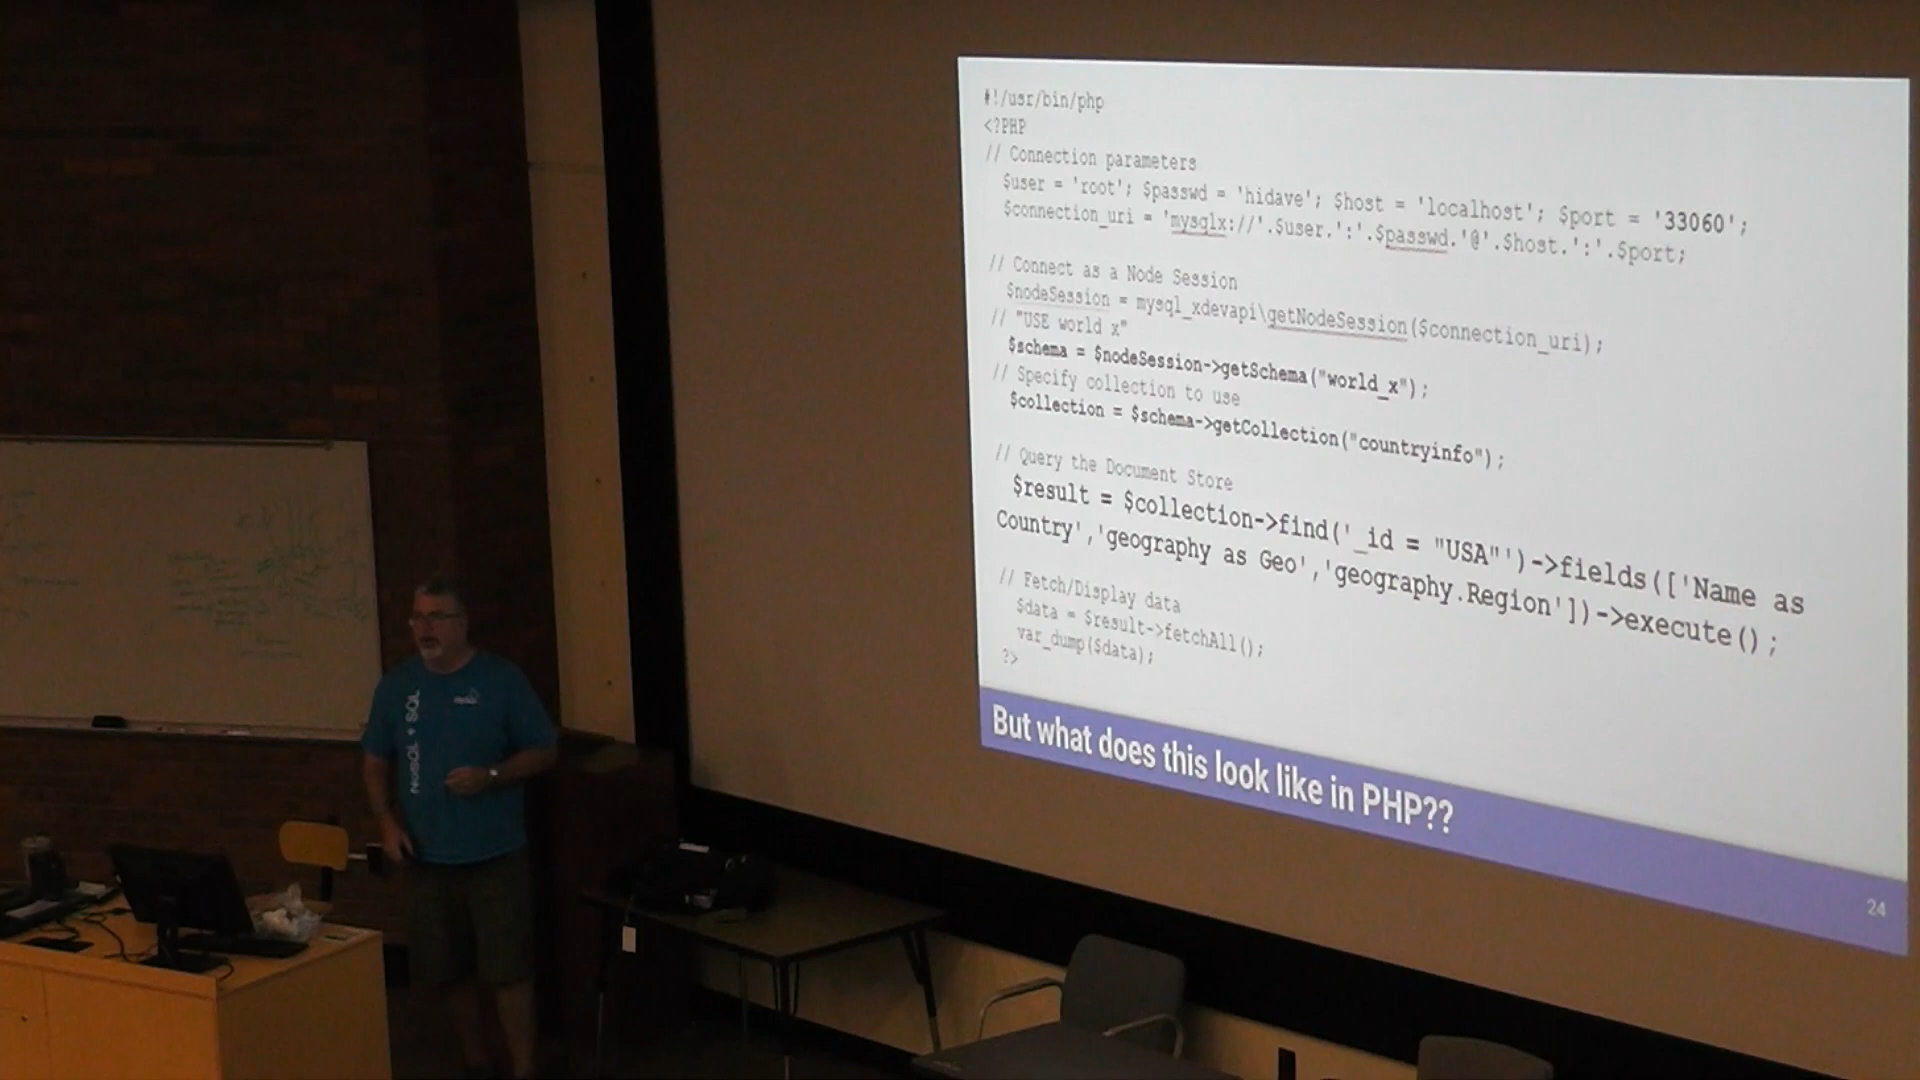 #!/usr/bin/php
<?PHP
// Connection parameters
$user = 'root'; $passwd = 'hidave'; $host = 'localhost'; $port = '33060';
$connection_uri = 'mysqlx://'.$user.':'.$passwd.'@'.$host.':'.$port;
// Connect as a Node Session
$nodeSession = mysql_xdevapi\getNodeSession($connection_uri);
// "USE world_x"
$schema = $nodeSession->getSchema("world_x");
// Specify collection to use
$collection = $schema->getCollection("countryinfo");
// Query the Document Store
$result = $collection->find('_id = "USA"')->fields(['Name as
Country','geography as Geo','geography.Region'])->execute();
// Fetch/Display data
$data = $result->fetchAll();
var_dump($data);
?>
But what does this look like in PHP??
24
NoSQL + SQL